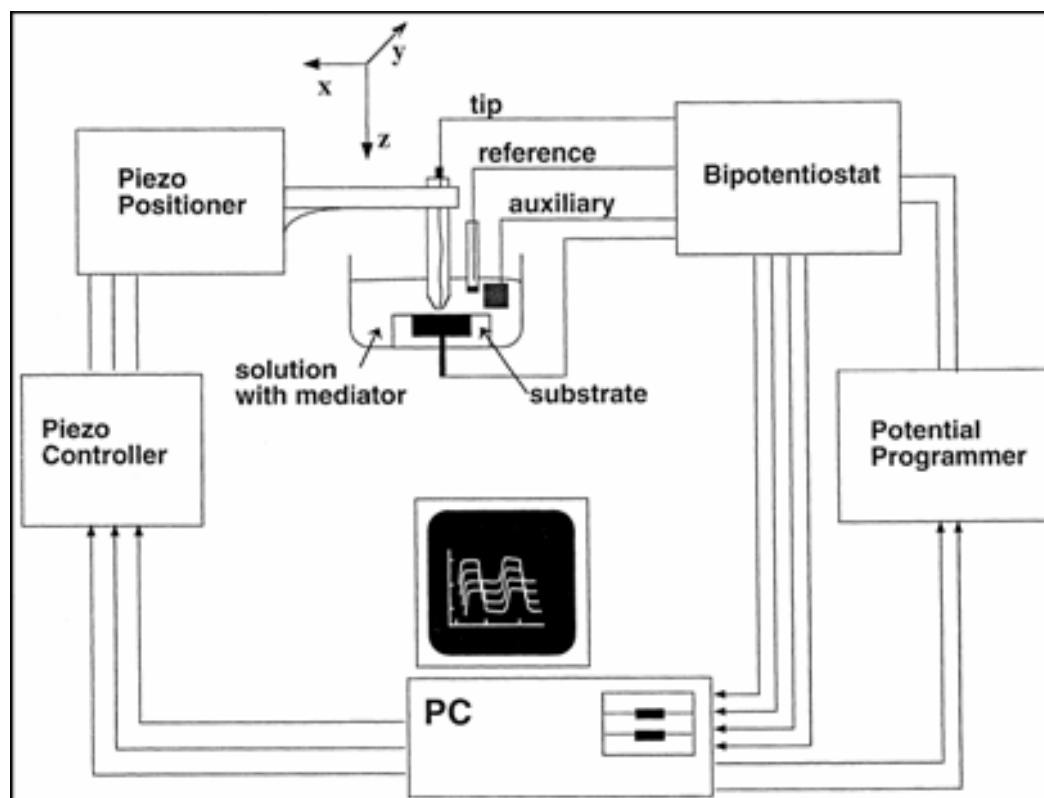 y
x
z
tip
reference
auxiliary
Piezo
Positioner
Bipotentiostat
solution
with mediator
substrate
Piezo
Controller
Potential
Programmer
PC